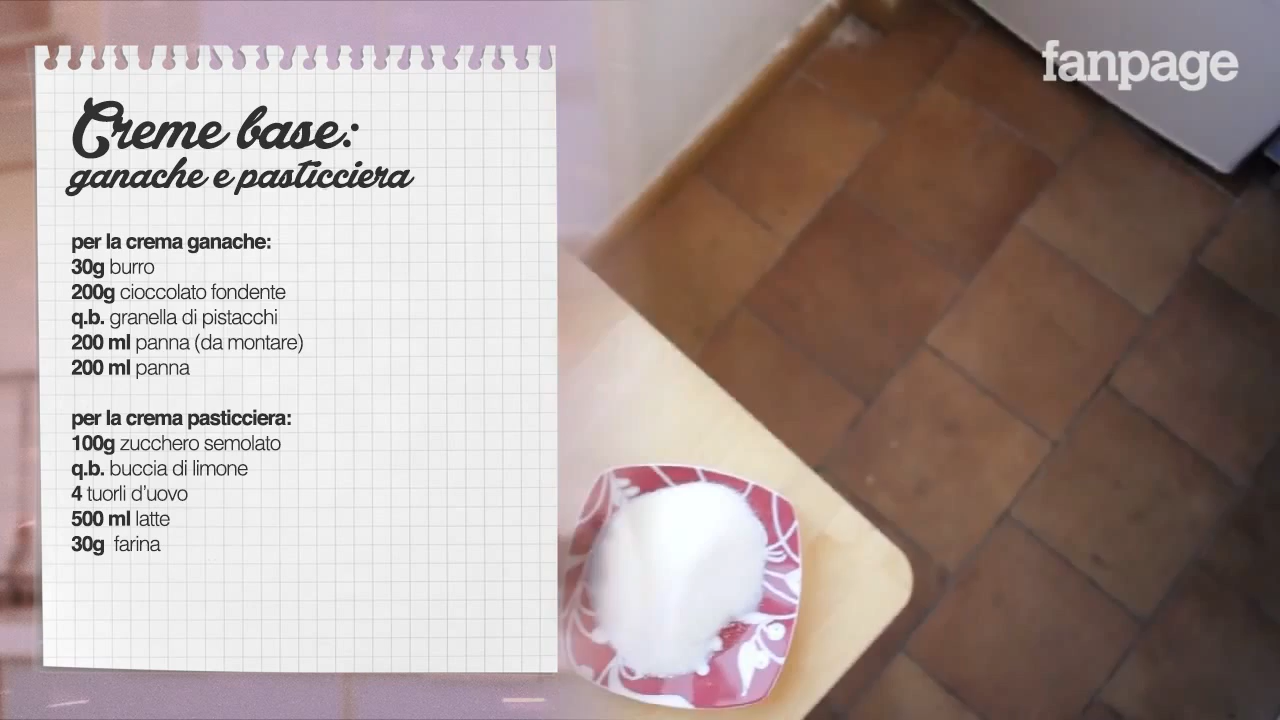 Creme base:
ganache e pasticciera
per la crema ganache:
30g burro
200g cioccolato fondente
q.b. granella di pistacchi
200 ml panna (da montare)
200 ml panna
per la crema pasticciera:
100g zucchero semolato
q.b. buccia di limone
4 tuorli d'uovo
500 ml latte
30g farina
fanpage